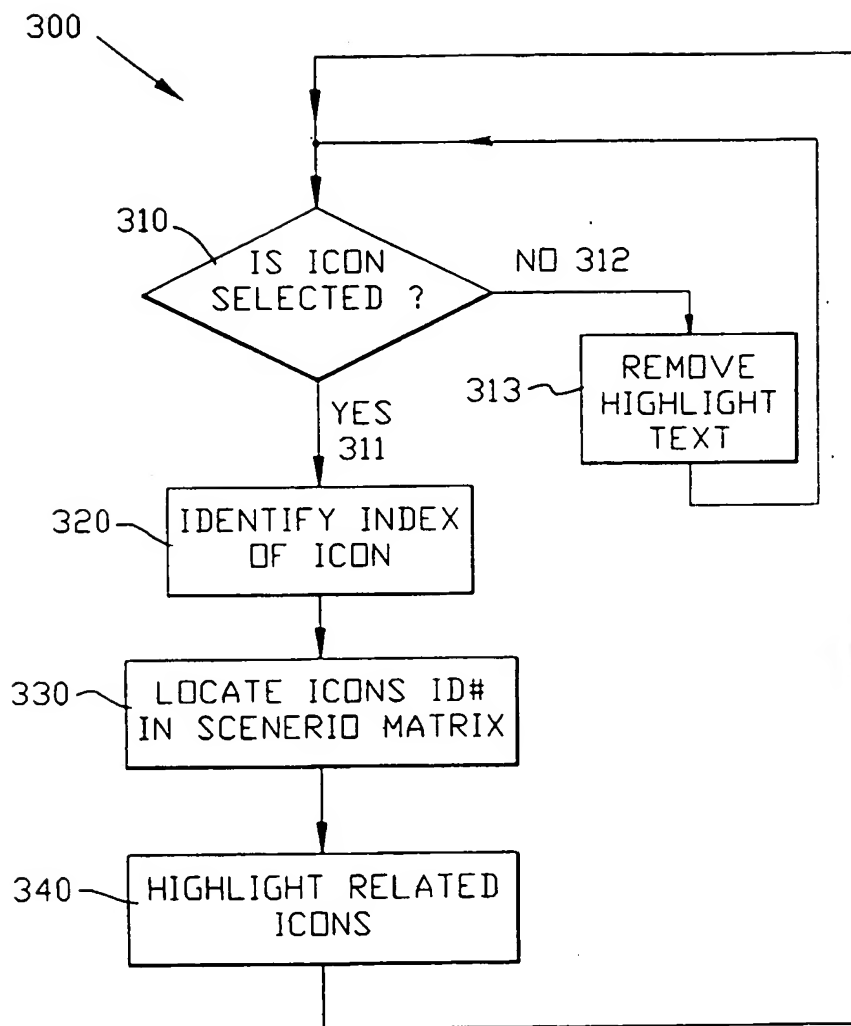 300
310
IS ICON
SELECTED ?
NO 312
313
REMOVE
HIGHLIGHT
TEXT
YES
311
320
IDENTIFY INDEX
OF ICON
330
LOCATE ICONS ID#
IN SCENERIO MATRIX
340
HIGHLIGHT RELATED
ICONS